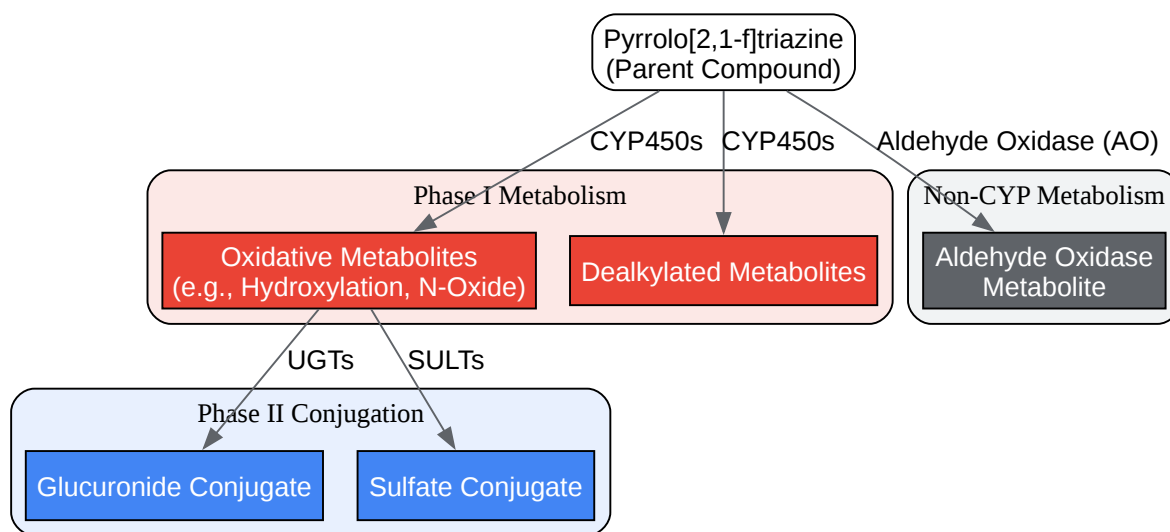 Pyrrolo[2,1-f]triazine
(Parent Compound)
CYP450s
CYP450s
Aldehyde Oxidase (AO)
Phase I Metabolism
Non-CYP Metabolism
Oxidative Metabolites
(e.g., Hydroxylation, N-Oxide)
Dealkylated Metabolites
Aldehyde Oxidase
Metabolite
UGTs
SULTs
Phase II Conjugation
Glucuronide Conjugate
Sulfate Conjugate